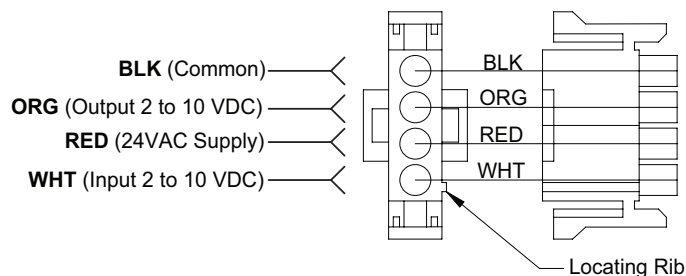 BLK (Common)
BLK
ORG (Output 2 to 10 VDC)
ORG
RED (24VAC Supply)
RED
WHT (Input 2 to 10 VDC)
WHT
Locating Rib